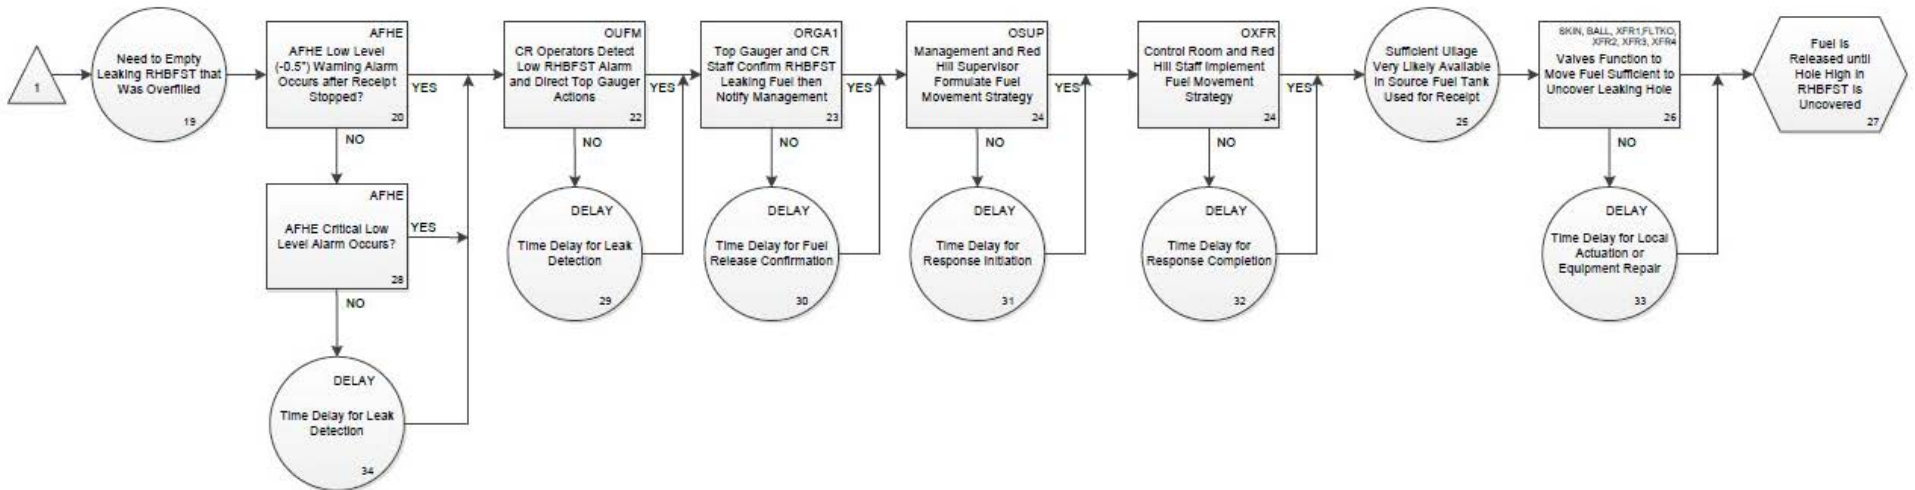 1
Need to Empty
Leaking RHBFST that
Was Overfilled
19
AFHE
AFHE Low Level
(-0.5") Warning Alarm
Occurs after Receipt
Stopped?
20
YES
NO
AFHE
AFHE Critical Low
Level Alarm Occurs?
28
YES
NO
DELAY
Time Delay for Leak
Detection
34
OUFM
CR Operators Detect
Low RHBFST Alarm
and Direct Top Gauger
Actions
22
YES
NO
DELAY
Time Delay for Leak
Detection
29
ORGA1
Top Gauger and CR
Staff Confirm RHBFST
Leaking Fuel then
Notify Management
23
YES
NO
DELAY
Time Delay for Fuel
Release Confirmation
30
OSUP
Management and Red
Hill Supervisor
Formulate Fuel
Movement Strategy
24
YES
NO
DELAY
Time Delay for
Response Initiation
31
OXFR
Control Room and Red
Hill Staff Implement
Fuel Movement
Strategy
24
YES
NO
DELAY
Time Delay for
Response Completion
32
Sufficient Ullage
Very Likely Available
in Source Fuel Tank
Used for Receipt
25
SKIN, BALL, XFR1,FLTKO,
XFR2, XFR3, XFR4
Valves Function to
Move Fuel Sufficient to
Uncover Leaking Hole
26
YES
NO
DELAY
Time Delay for Local
Actuation or
Equipment Repair
33
Fuel is
Released until
Hole High in
RHBFST is
Uncovered
27